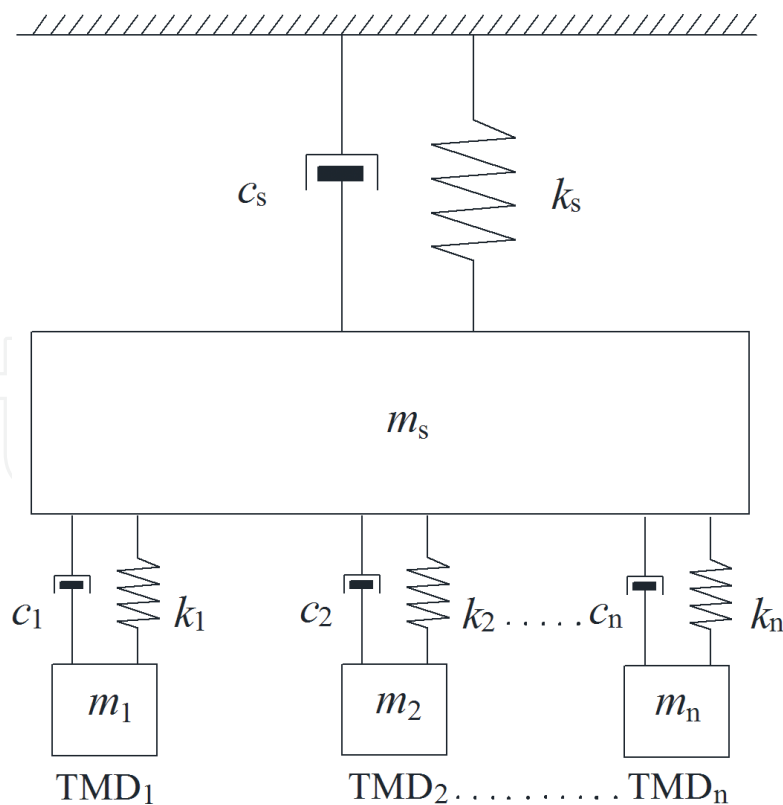 cs ks
ms
c1 k1 c2 k2 ...... cn kn
m1 m2 mn
TMD1 TMD2 .......... TMDn